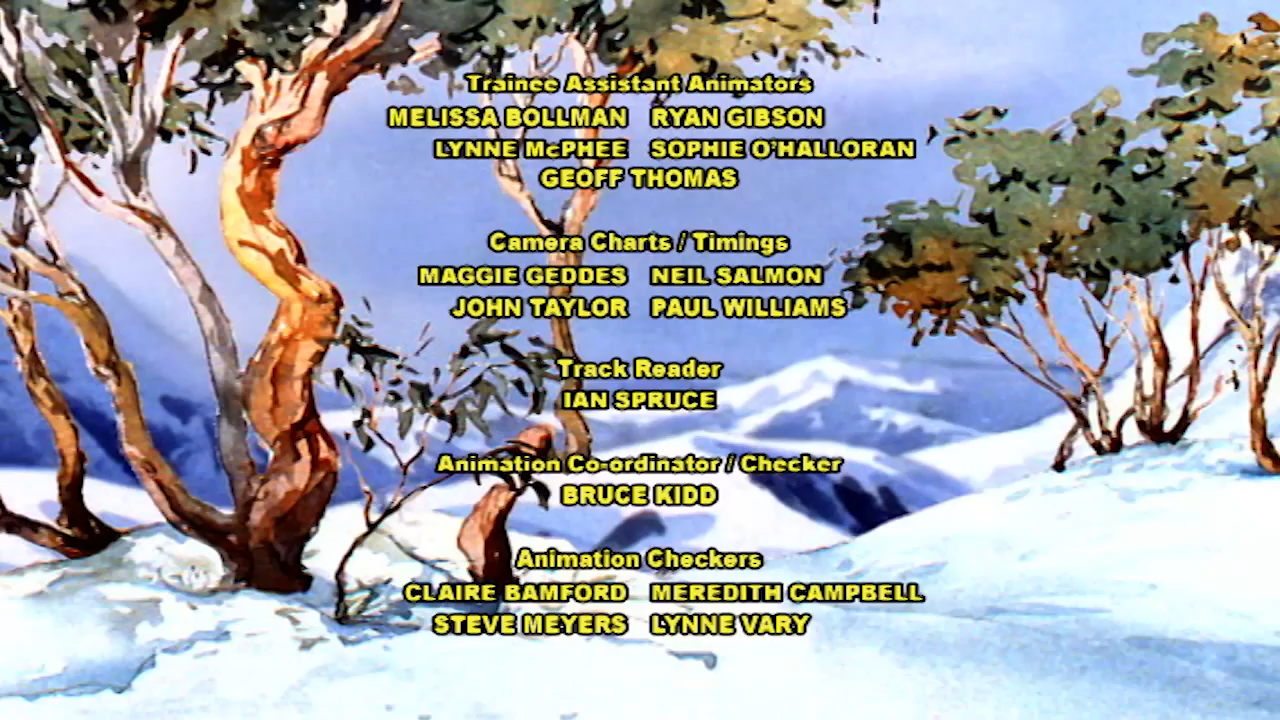 Trainee Assistant Animators
MELISSA BOLLMAN RYAN GIBSON
LYNNE McPHEE SOPHIE O'HALLORAN
GEOFF THOMAS
Camera Charts / Timings
MAGGIE GEDDES NEIL SALMON
JOHN TAYLOR PAUL WILLIAMS
Track Reader
IAN SPRUCE
Animation Co-ordinator / Checker
BRUCE KIDD
Animation Checkers
CLAIRE BAMFORD MEREDITH CAMPBELL
STEVE MEYERS LYNNE VARY